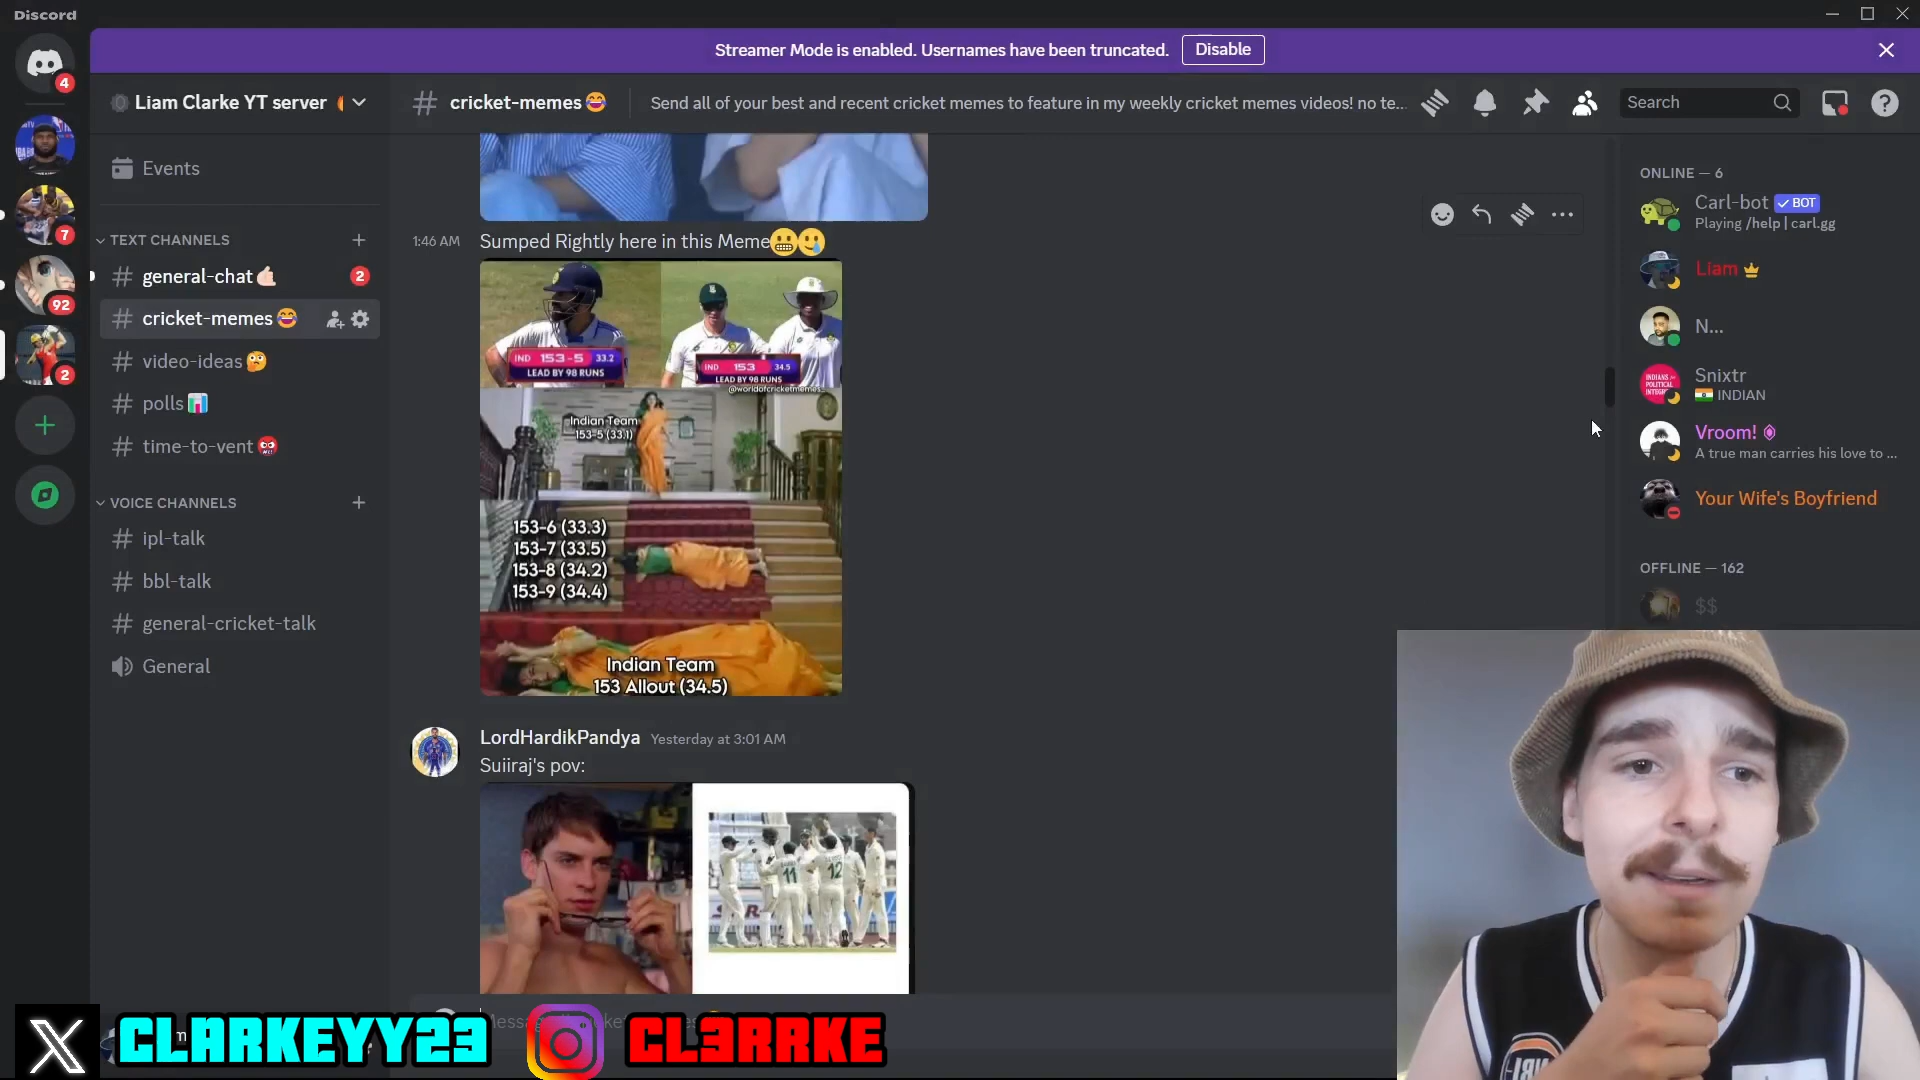 Discord
Streamer Mode is enabled. Usernames have been truncated.
Disable
4
7
92
2
Liam Clarke YT server
Events
TEXT CHANNELS
general-chat🤙🏻
2
cricket-memes😂
video-ideas🤔
polls📊
time-to-vent🤬
VOICE CHANNELS
ipl-talk
bbl-talk
general-cricket-talk
General
cricket-memes😂
Send all of your best and recent cricket memes to feature in my weekly cricket memes videos! no te...
Search
1:46 AM
Sumped Rightly here in this Meme😬🥲
IND 153-5 33.2
LEAD BY 98 RUNS
IND 153 34.5
LEAD BY 98 RUNS
@worldofcricketmemes
Indian Team
153-5 (33.1)
153-6 (33.3)
153-7 (33.5)
153-8 (34.2)
153-9 (34.4)
Indian Team
153 Allout (34.5)
LordHardikPandya Yesterday at 3:01 AM
Suiiraj's pov:
11
12
ONLINE — 6
Carl-bot ✓ BOT
Playing /help | carl.gg
Liam
N...
Snixtr
🇮🇳 INDIAN
Vroom!
A true man carries his love to ...
Your Wife's Boyfriend
OFFLINE — 162
$$
X CLARKEYY23
CL3RRKE